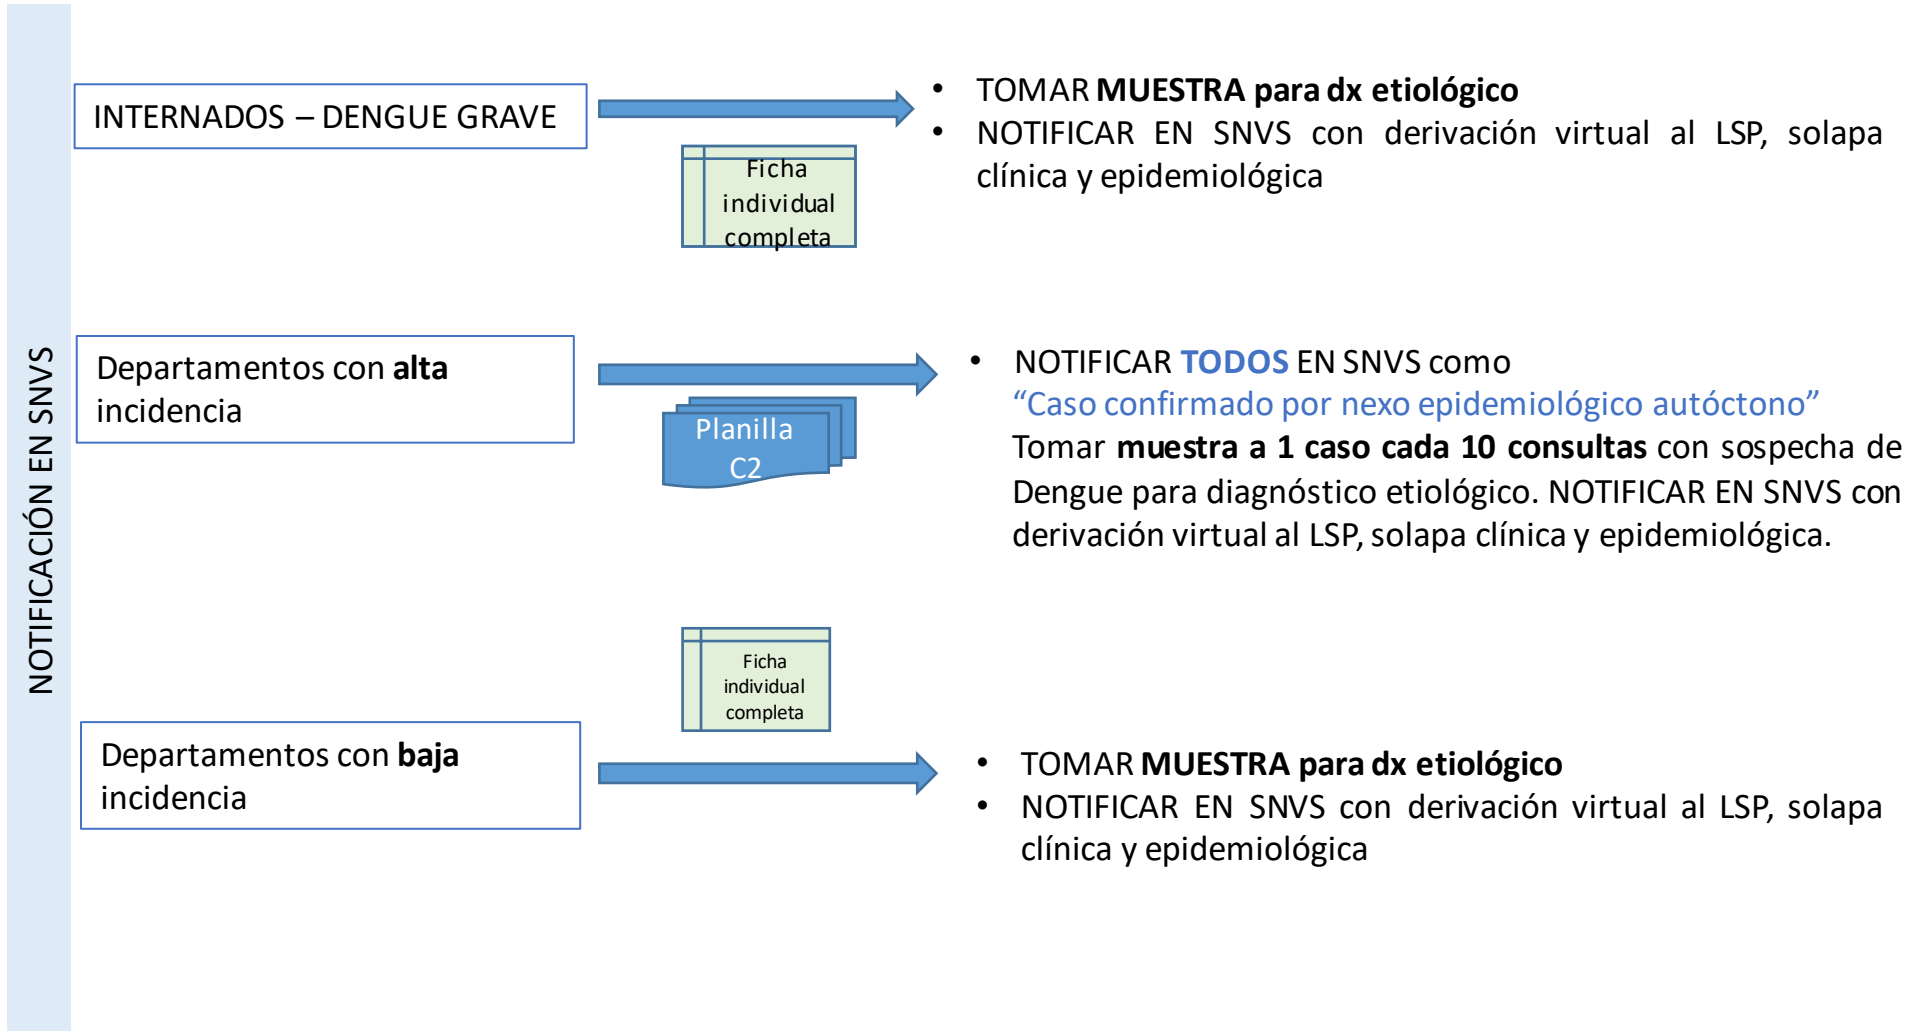 NOTIFICACIÓN EN SNVS
INTERNADOS – DENGUE GRAVE
Ficha
individual
completa
• TOMAR MUESTRA para dx etiológico
• NOTIFICAR EN SNVS con derivación virtual al LSP, solapa
clínica y epidemiológica
Departamentos con alta
incidencia
Planilla
C2
• NOTIFICAR TODOS EN SNVS como
“Caso confirmado por nexo epidemiológico autóctono”
Tomar muestra a 1 caso cada 10 consultas con sospecha de
Dengue para diagnóstico etiológico. NOTIFICAR EN SNVS con
derivación virtual al LSP, solapa clínica y epidemiológica.
Ficha
individual
completa
Departamentos con baja
incidencia
• TOMAR MUESTRA para dx etiológico
• NOTIFICAR EN SNVS con derivación virtual al LSP, solapa
clínica y epidemiológica